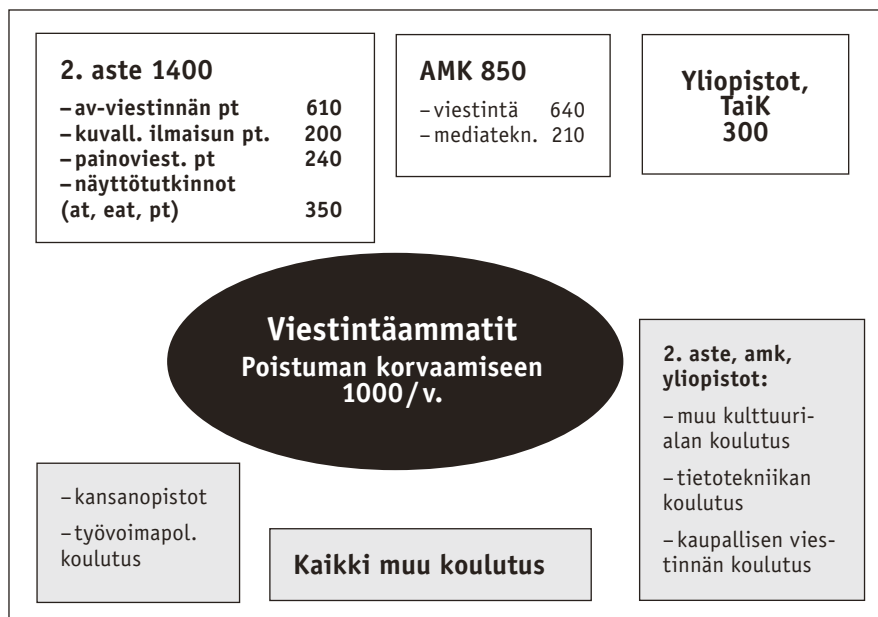 2. aste 1400
– av-viestinnän pt 610
– kuvall. ilmaisun pt. 200
– painoviest. pt 240
– näyttötutkinnot
(at, eat, pt) 350
AMK 850
– viestintä 640
– mediatekn. 210
Yliopistot,
TaiK
300
Viestintäammatit
Poistuman korvaamiseen
1000 / v.
2. aste, amk,
yliopistot:
– muu kulttuuri-
alan koulutus
– tietotekniikan
koulutus
– kaupallisen vies-
tinnän koulutus
– kansanopistot
– työvoimapol.
koulutus
Kaikki muu koulutus